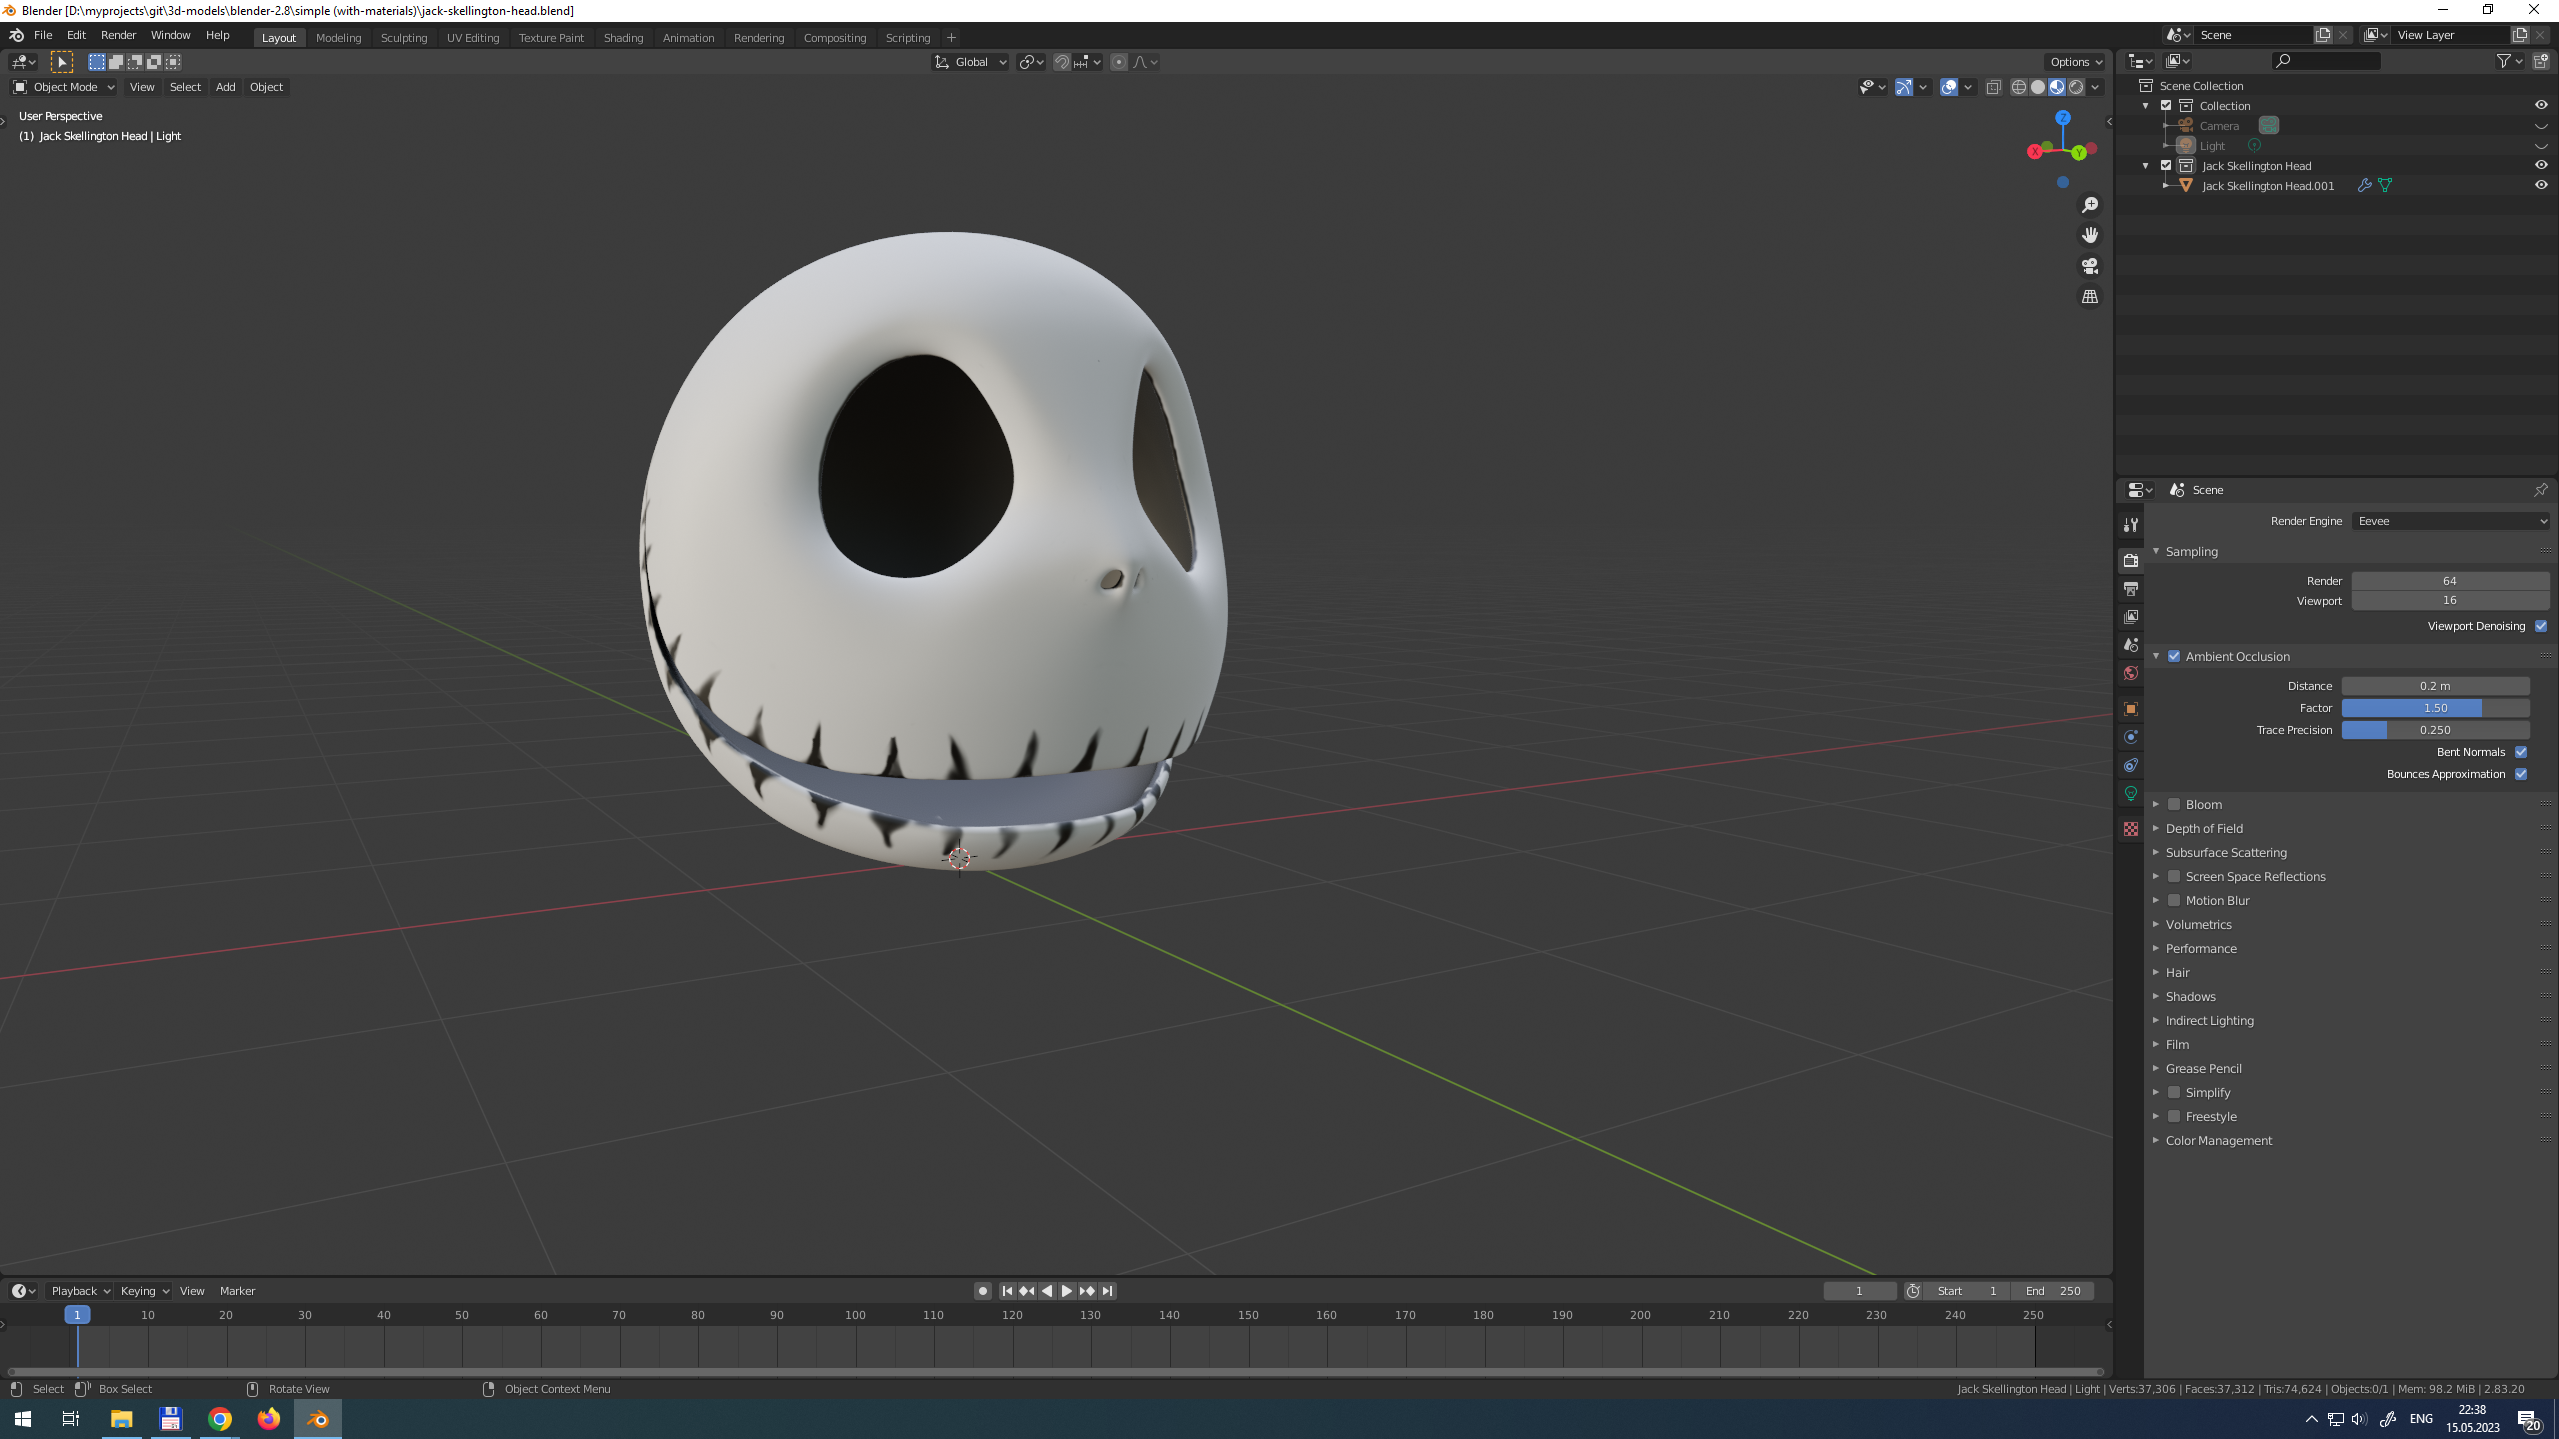 Blender [D:\myprojects\git\3d-models\blender-2.8\simple (with-materials)\jack-skellington-head.blend]
File Edit Render Window Help Layout Modeling Sculpting UV Editing Texture Paint Shading Animation Rendering Compositing Scripting + Scene View Layer
Global Options
Object Mode View Select Add Object
User Perspective
(1) Jack Skellington Head | Light
Z
X
Y
Scene Collection
Collection
Camera
Light
Jack Skellington Head
Jack Skellington Head.001
Scene
Render Engine Eevee
Sampling
Render 64
Viewport 16
Viewport Denoising
Ambient Occlusion
Distance 0.2 m
Factor 1.50
Trace Precision 0.250
Bent Normals
Bounces Approximation
Bloom
Depth of Field
Subsurface Scattering
Screen Space Reflections
Motion Blur
Volumetrics
Performance
Hair
Shadows
Indirect Lighting
Film
Grease Pencil
Simplify
Freestyle
Color Management
Playback Keying View Marker 1 Start 1 End 250
1 10 20 30 40 50 60 70 80 90 100 110 120 130 140 150 160 170 180 190 200 210 220 230 240 250
Select Box Select Rotate View Object Context Menu Jack Skellington Head | Light | Verts:37,306 | Faces:37,312 | Tris:74,624 | Objects:0/1 | Mem: 98.2 MiB | 2.83.20
ENG
22:38
15.05.2023
20